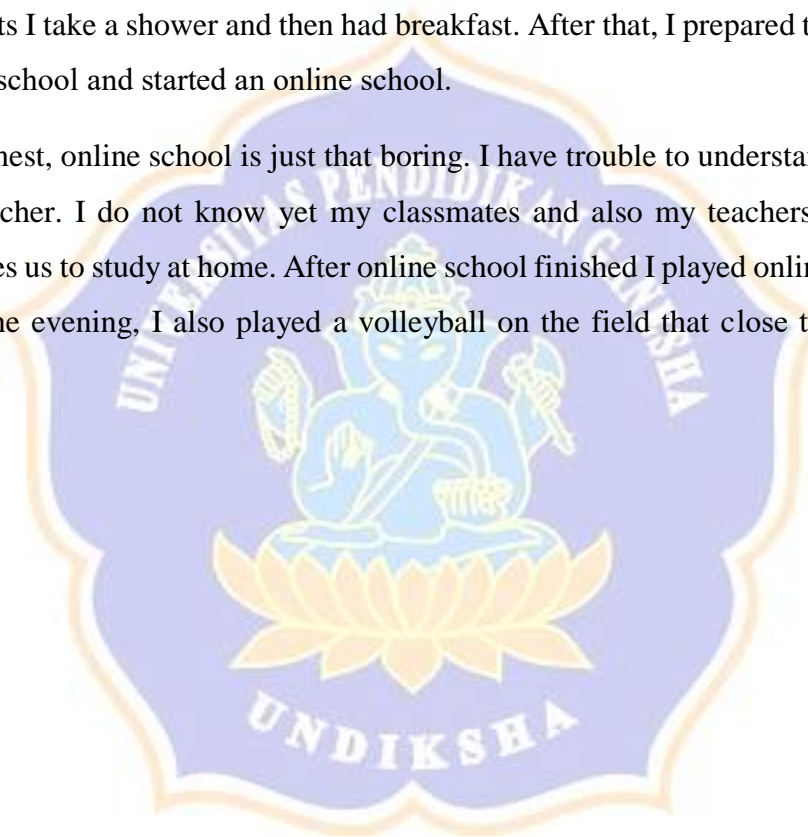 ts I take a shower and then had breakfast. After that, I prepared t
school and started an online school.
nest, online school is just that boring. I have trouble to understa
cher. I do not know yet my classmates and also my teachers
es us to study at home. After online school finished I played onlin
ne evening, I also played a volleyball on the field that close t
UNIVERSITAS PENDIDIKAN GANESHA
UNDIKSHA